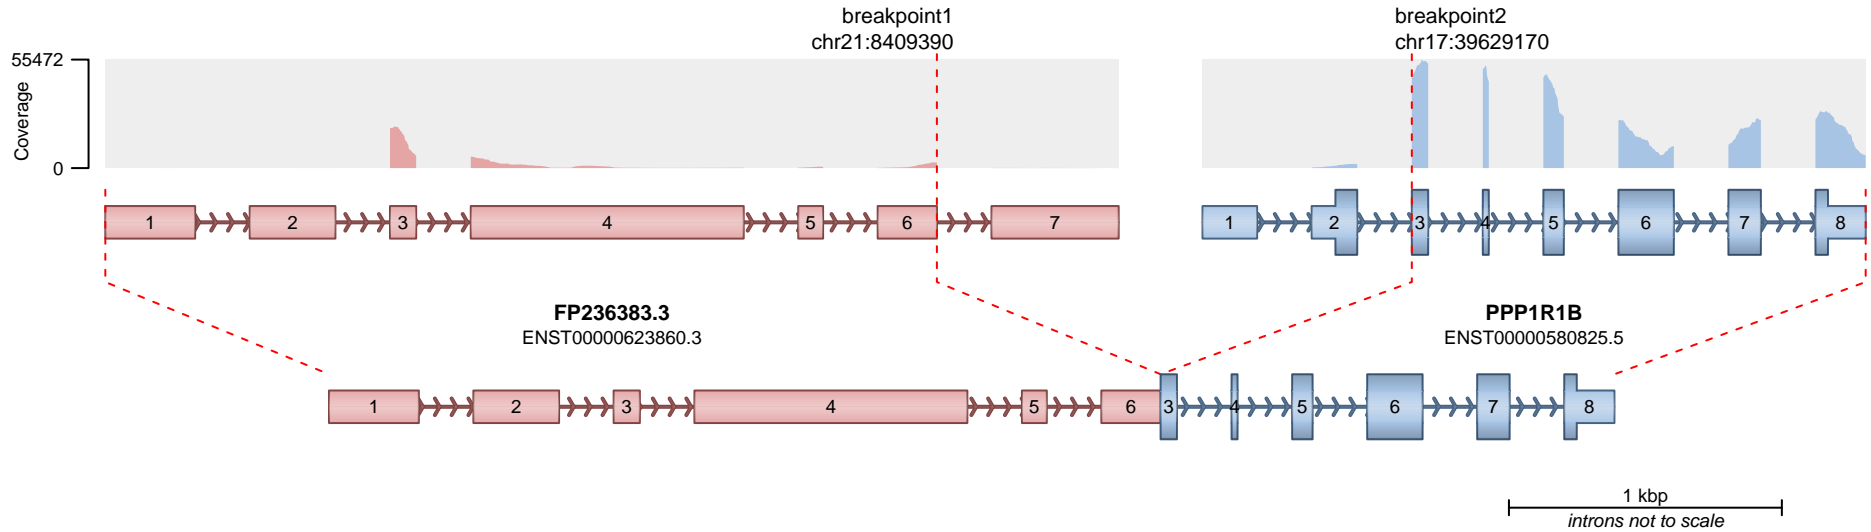 breakpoint1
chr21:8409390
breakpoint2
chr17:39629170
55472
Coverage
0
1 2 3 4 5 6 7
1 2 3 4 5 6 7 8
FP236383.3
ENST00000623860.3
PPP1R1B
ENST00000580825.5
1 2 3 4 5 6 3 4 5 6 7 8
1 kbp
introns not to scale